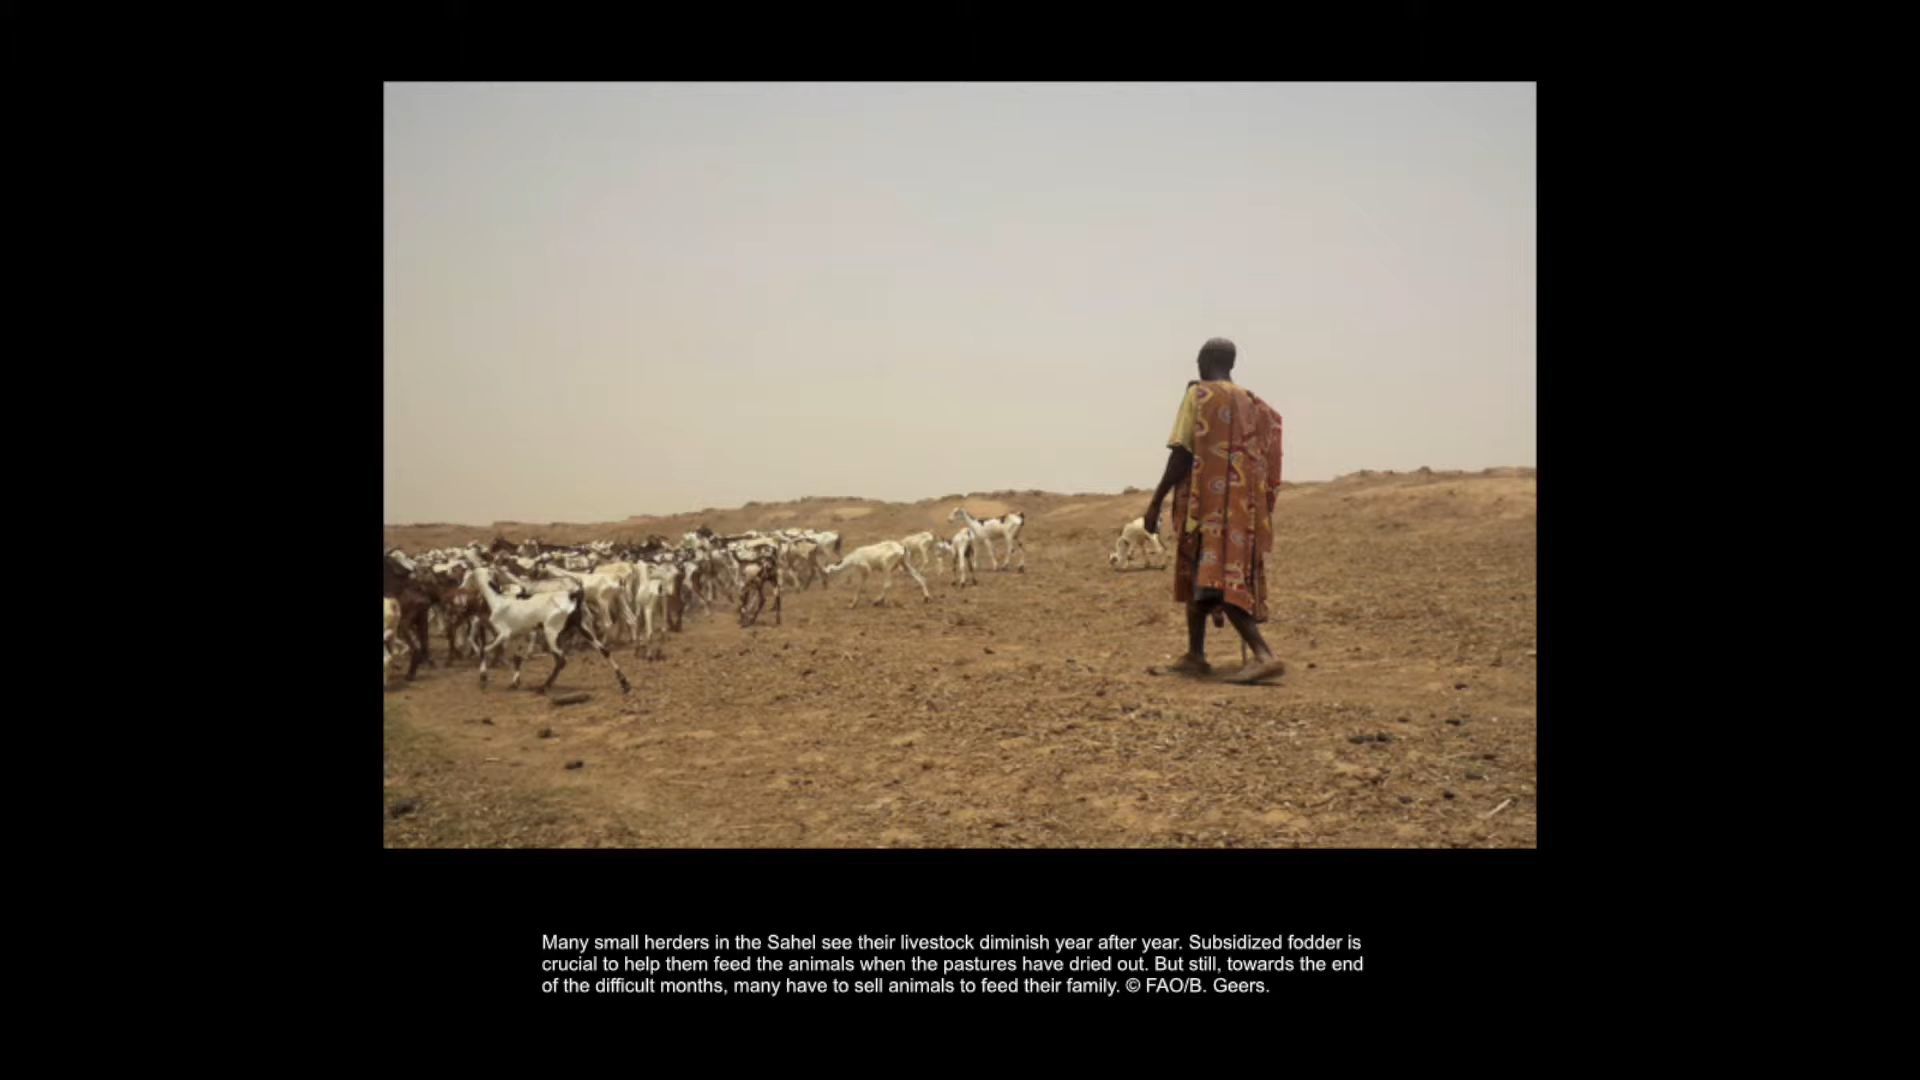 Many small herders in the Sahel see their livestock diminish year after year. Subsidized fodder is
crucial to help them feed the animals when the pastures have dried out. But still, towards the end
of the difficult months, many have to sell animals to feed their family. © FAO/B. Geers.